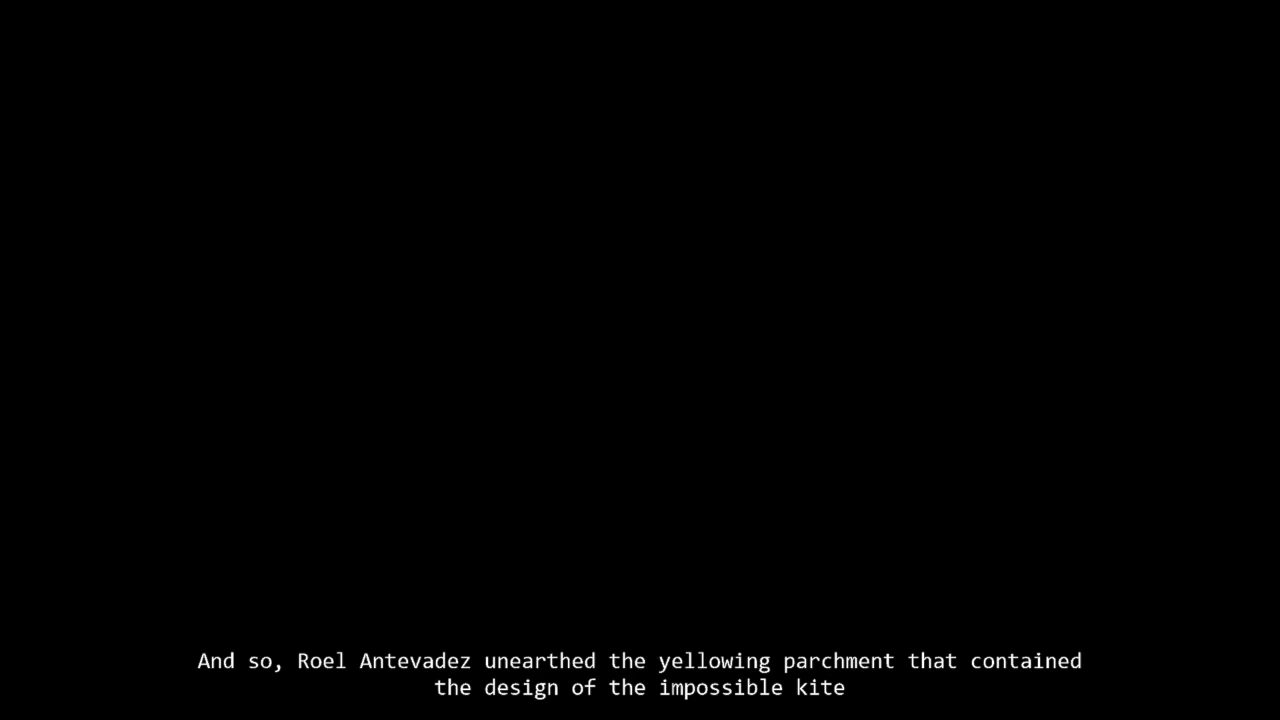 And so, Roel Antevadez unearthed the yellowing parchment that contained
the design of the impossible kite